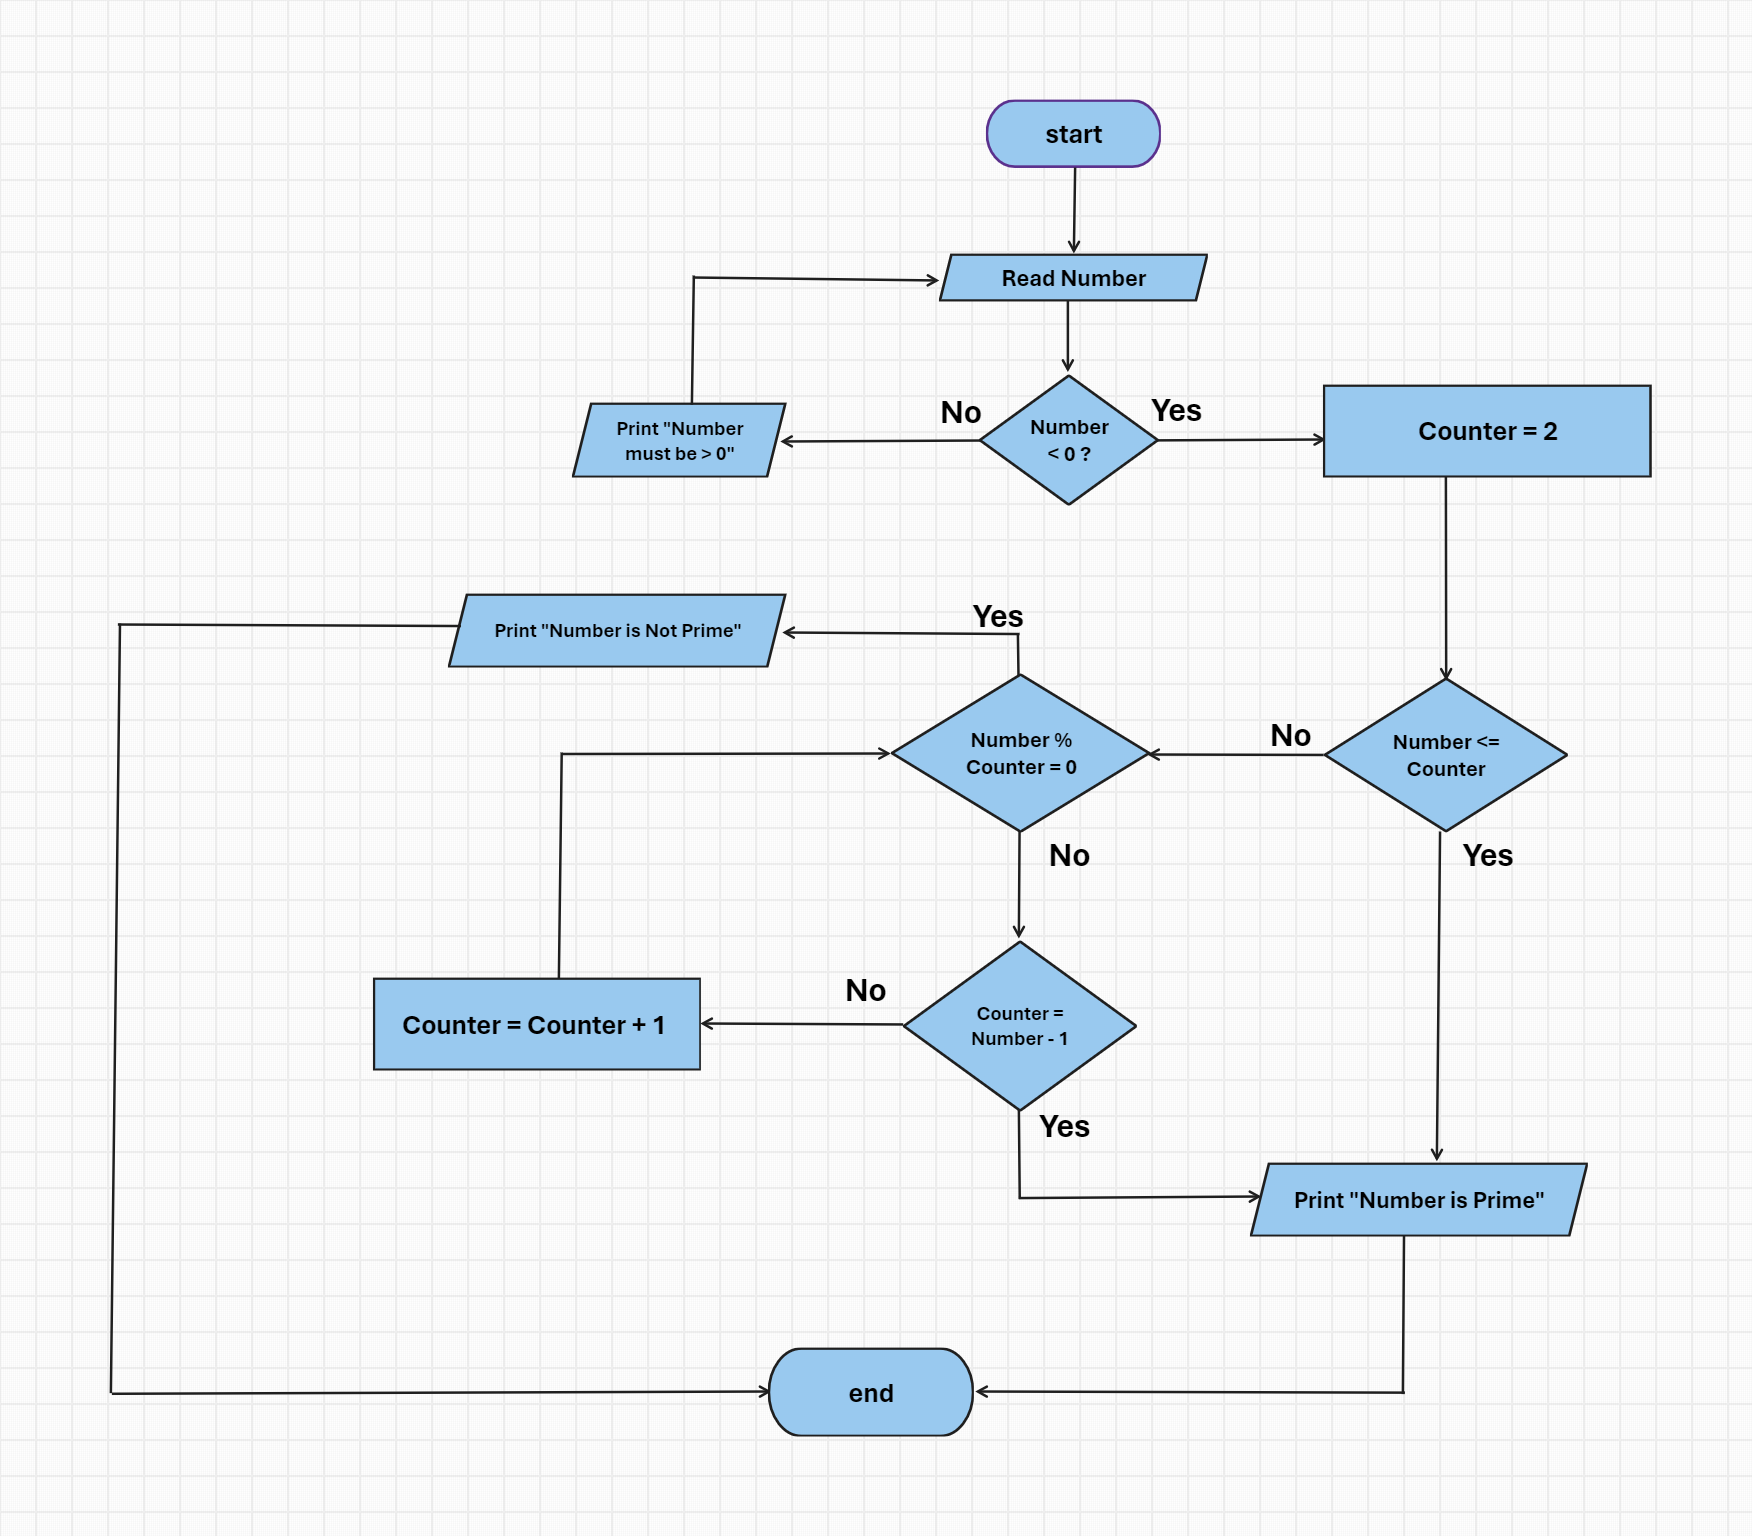 start
Read Number
No
Yes
Print "Number
must be > 0"
Number
< 0 ?
Counter = 2
Yes
Print "Number is Not Prime"
No
Number %
Counter = 0
Number <=
Counter
No
Yes
No
Counter = Counter + 1
Counter =
Number - 1
Yes
Print "Number is Prime"
end